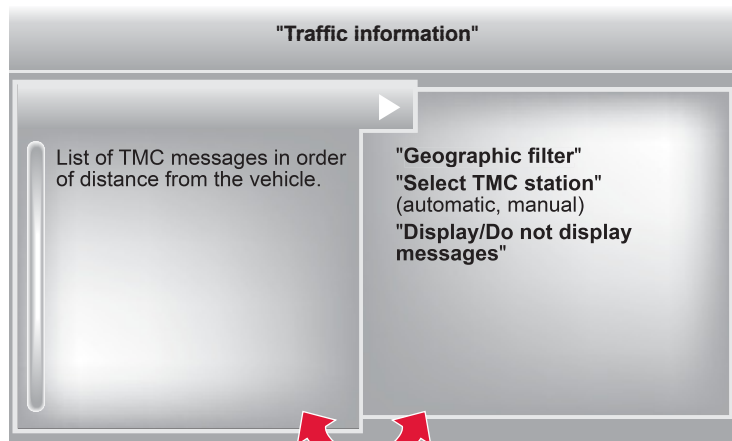 "Traffic information"
List of TMC messages in order
of distance from the vehicle.
"Geographic filter"
"Select TMC station"
(automatic, manual)
"Display/Do not display
messages"